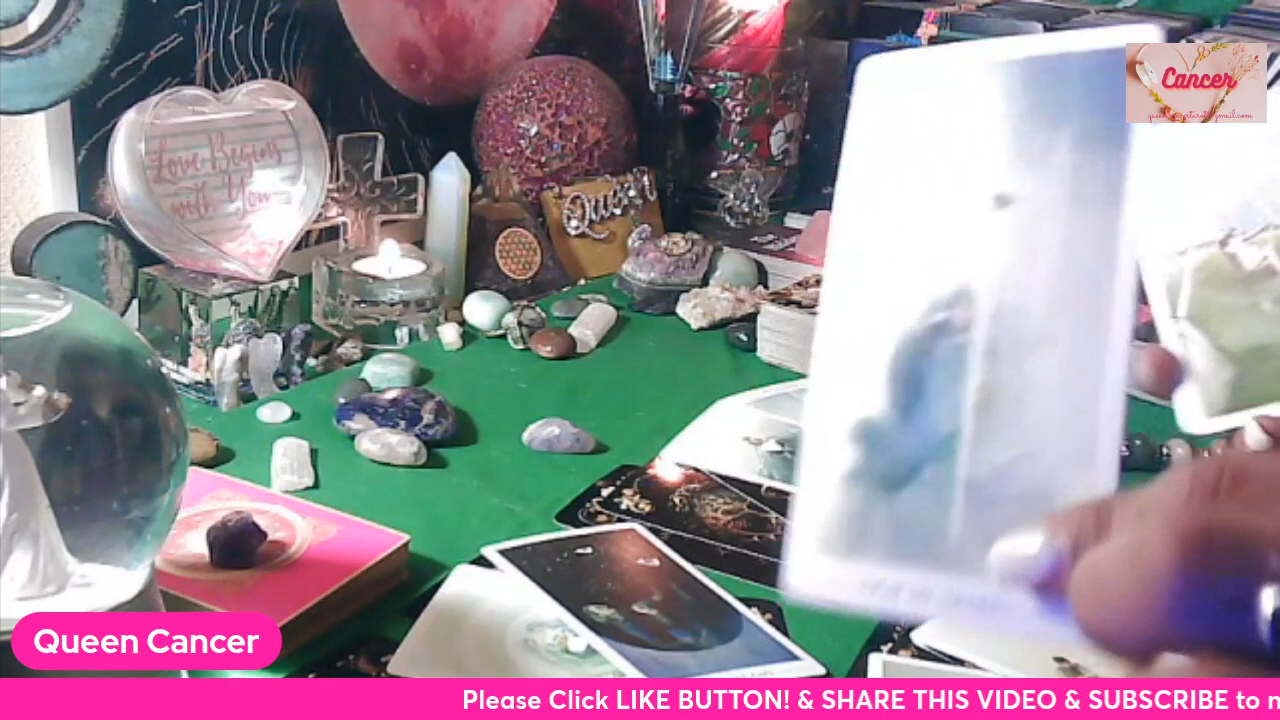 Cancer
Love Begins
with You
Queen
Queen Cancer
Please Click LIKE BUTTON! & SHARE THIS VIDEO & SUBSCRIBE to